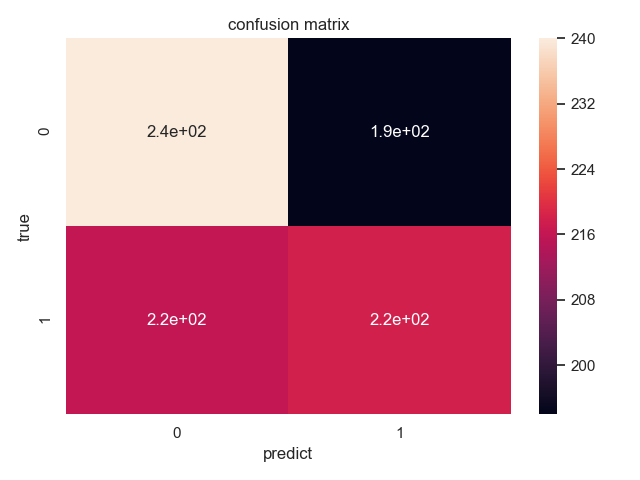 confusion matrix
240
232
224
216
208
200
0
1
true
2.4e+02
1.9e+02
2.2e+02
2.2e+02
0
1
predict